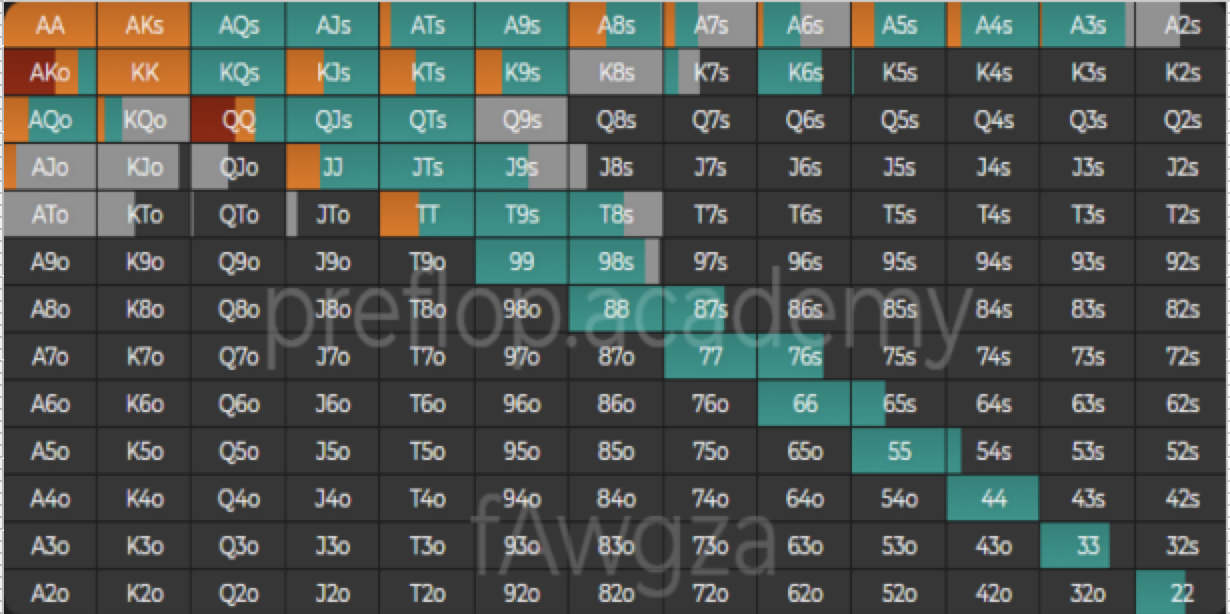 AA AKs AQs AJs ATs A9s A8s A7s A6s A5s A4s A3s A2s
AKo KK KQs KJs KTs K9s K8s K7s K6s K5s K4s K3s K2s
AQo KQo QQ QJs QTs Q9s Q8s Q7s Q6s Q5s Q4s Q3s Q2s
AJo KJo QJo JJ JTs J9s J8s J7s J6s J5s J4s J3s J2s
ATo KTo QTo JTo TT T9s T8s T7s T6s T5s T4s T3s T2s
A9o K9o Q9o J9o T9o 99 98s 97s 96s 95s 94s 93s 92s
preflop.academy
A8o K8o Q8o J8o T8o 98o 88 87s 86s 85s 84s 83s 82s
A7o K7o Q7o J7o T7o 97o 87o 77 76s 75s 74s 73s 72s
A6o K6o Q6o J6o T6o 96o 86o 76o 66 65s 64s 63s 62s
A5o K5o Q5o J5o T5o 95o 85o 75o 65o 55 54s 53s 52s
A4o K4o Q4o J4o T4o 94o 84o 74o 64o 54o 44 43s 42s
fAwgza
A3o K3o Q3o J3o T3o 93o 83o 73o 63o 53o 43o 33 32s
A2o K2o Q2o J2o T2o 92o 82o 72o 62o 52o 42o 32o 22